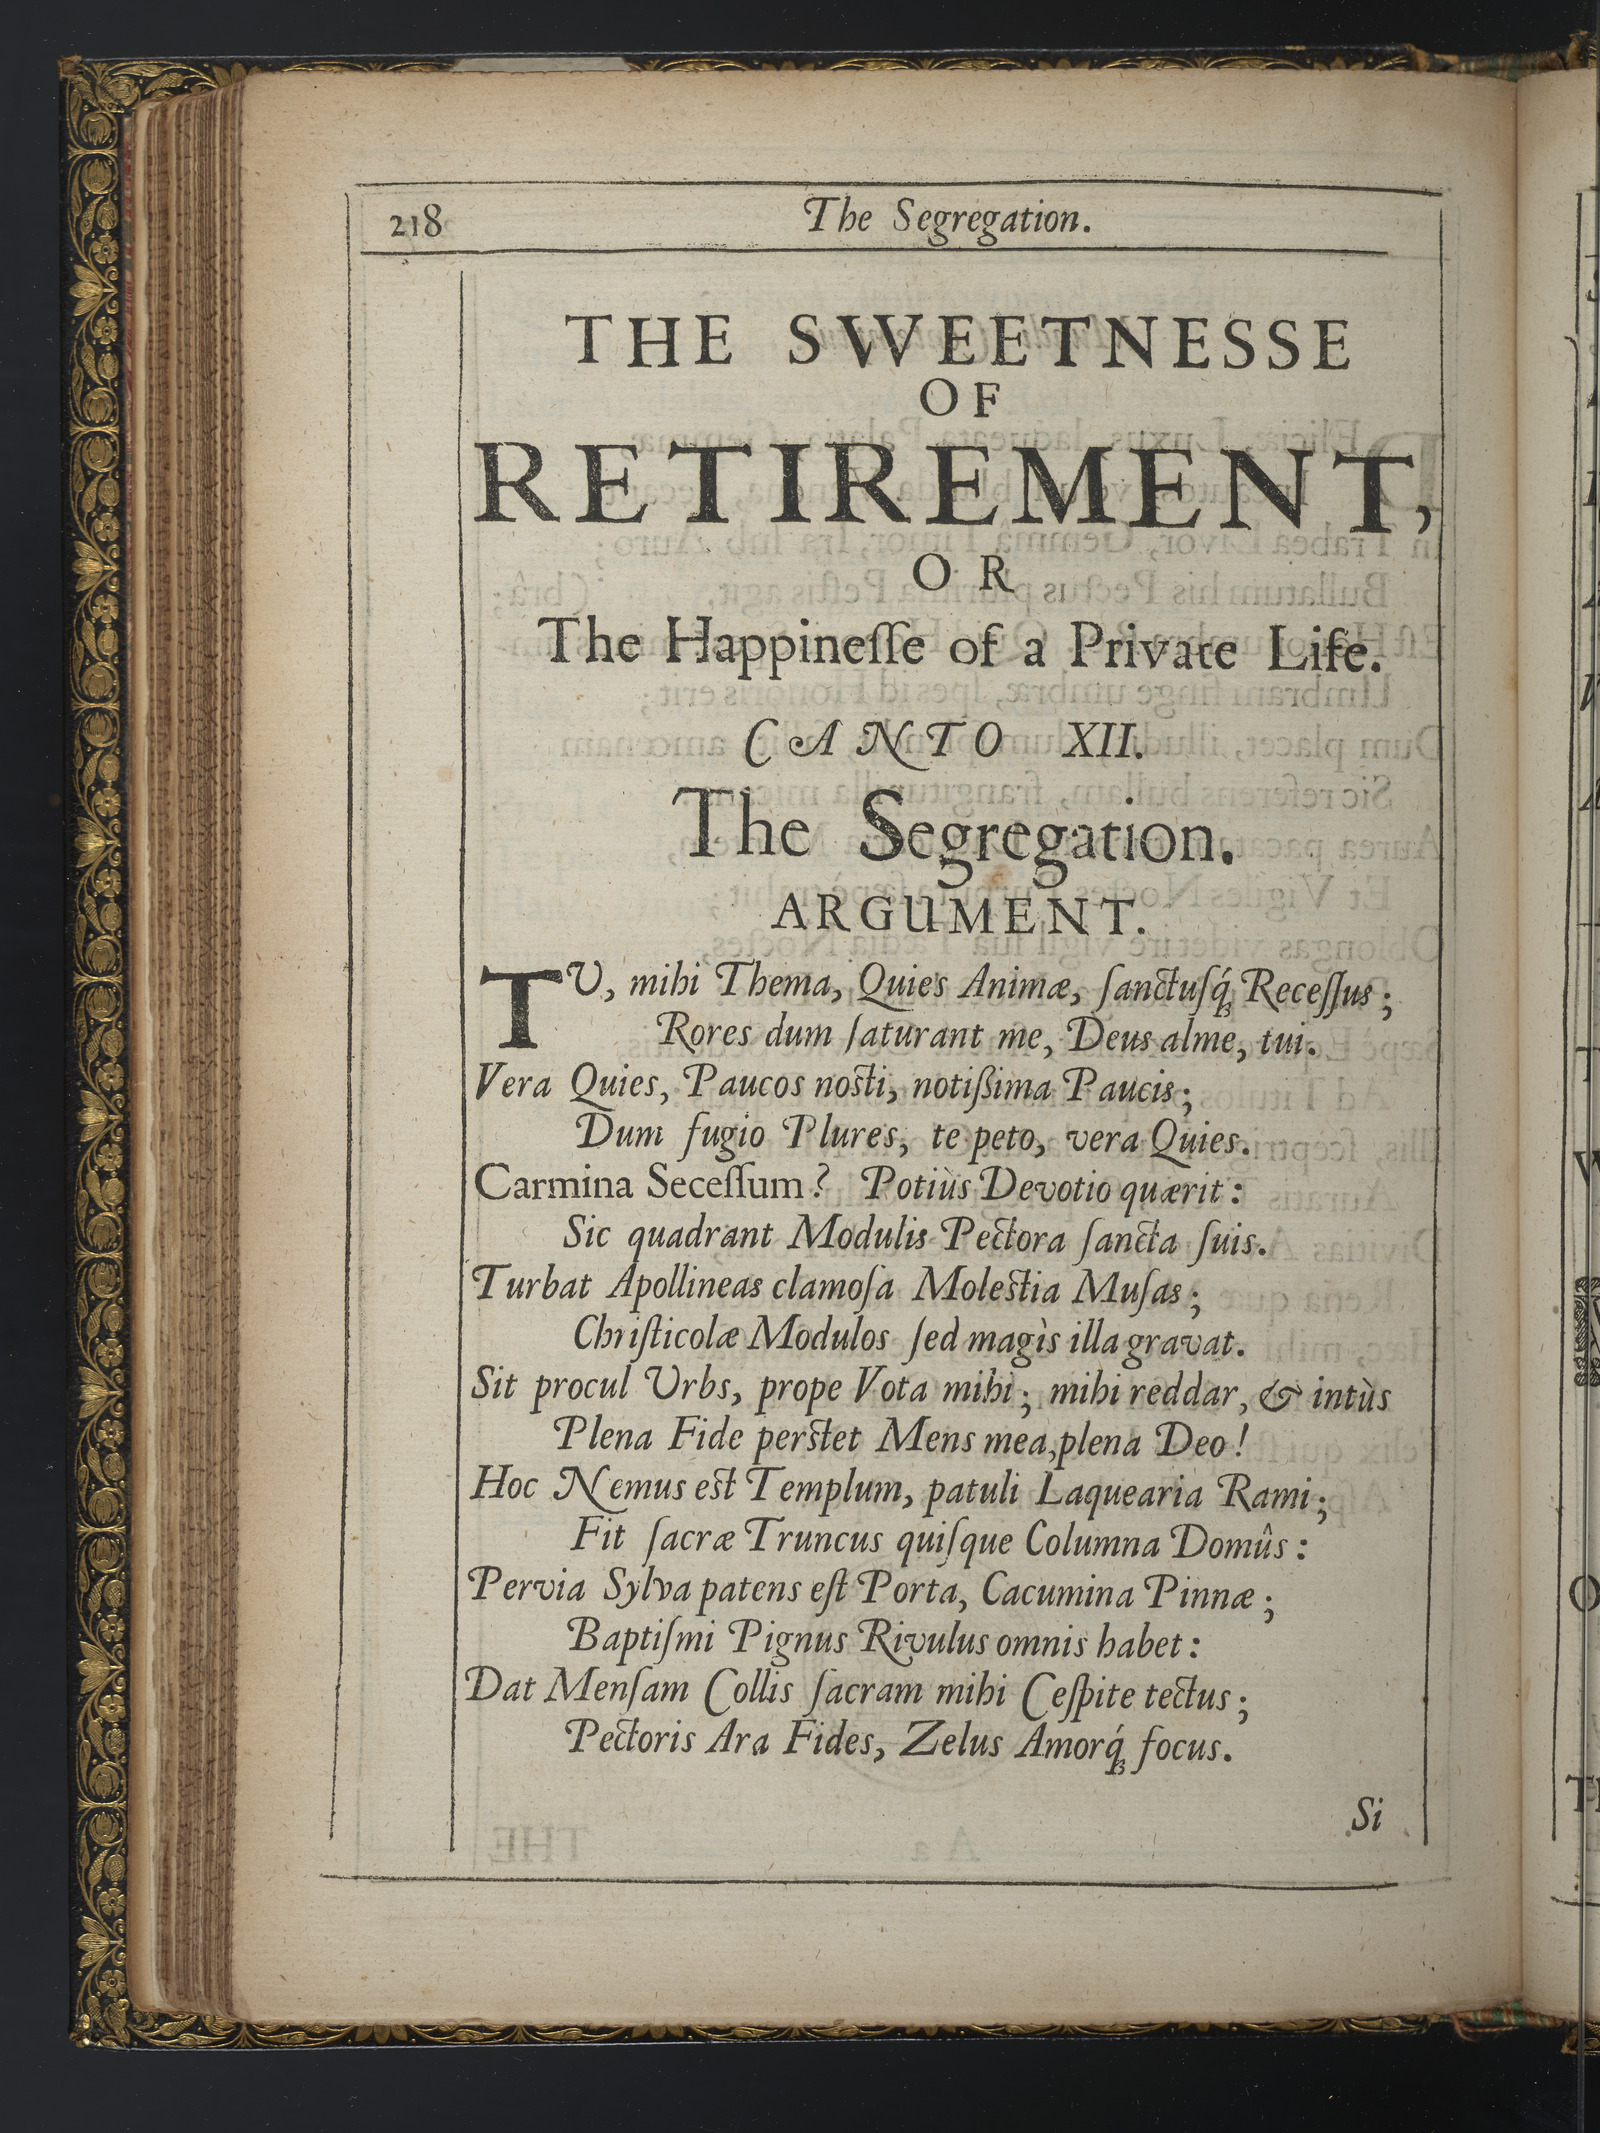 218
The Segregation.
THE SWEETNESSE
OF
RETIREMENT,
OR
The Happineſſe of a Private Life.
CANTO XII.
The Segregation.
ARGUMENT.
TU, mihi Thema, Quies Animæ, ſanctuſq́; Receſſus;
Rores dum ſaturant me, Deus alme, tui.
Vera Quies, Paucos noſti, notißima Paucis;
Dum fugio Plures, te peto, vera Quies.
Carmina Seceſſum? Potiùs Devotio quærit:
Sic quadrant Modulis Pectora ſancta ſuis.
Turbat Apollineas clamoſa Moleſtia Muſas;
Chriſticolæ Modulos ſed magìs illa gravat.
Sit procul Urbs, prope Vota mihi; mihi reddar, & intùs
Plena Fide perſtet Mens mea, plena Deo!
Hoc Nemus eſt Templum, patuli Laquearia Rami;
Fit ſacræ Truncus quiſque Columna Domûs:
Pervia Sylva patens eſt Porta, Cacumina Pinnæ;
Baptiſmi Pignus Rivulus omnis habet:
Dat Menſam Collis ſacram mihi Ceſpite tectus;
Pectoris Ara Fides, Zelus Amorq́; focus.
Si